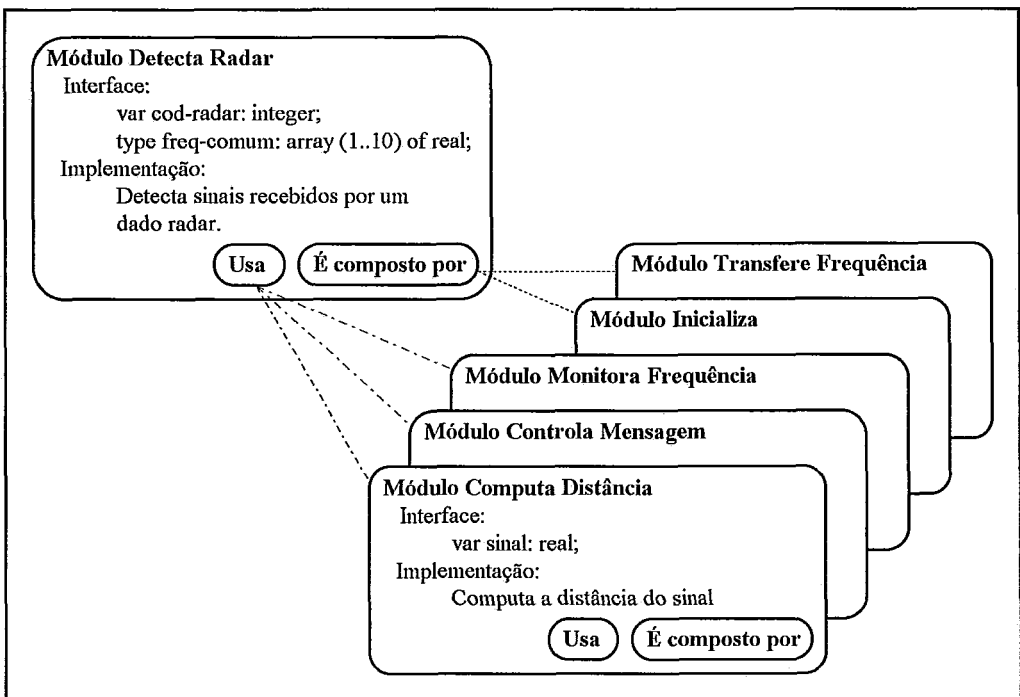 Módulo Detecta Radar
Interface:
var cod-radar: integer;
type freq-comum: array (1..10) of real;
Implementação:
Detecta sinais recebidos por um
dado radar.
Usa
É composto por
Módulo Transfere Frequência
Módulo Inicializa
Módulo Monitora Frequência
Módulo Controla Mensagem
Módulo Computa Distância
Interface:
var sinal: real;
Implementação:
Computa a distância do sinal
Usa
É composto por